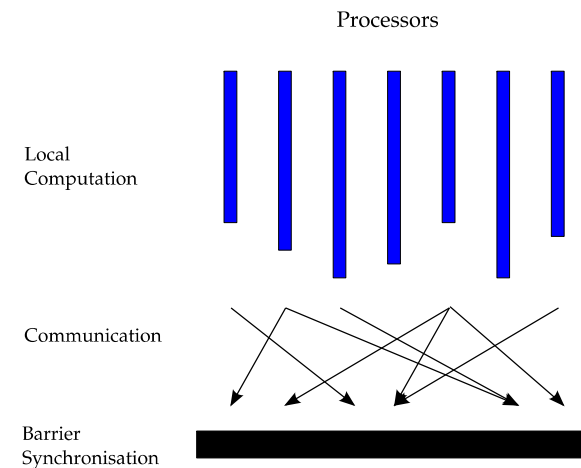 Processors
Local
Computation
Communication
Barrier
Synchronisation